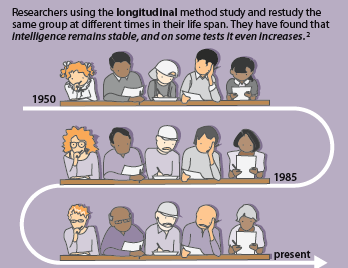 Researchers using the longitudinal method study and restudy the
same group at different times in their life span. They have found that
intelligence remains stable, and on some tests it even increases.²
1950
1985
present